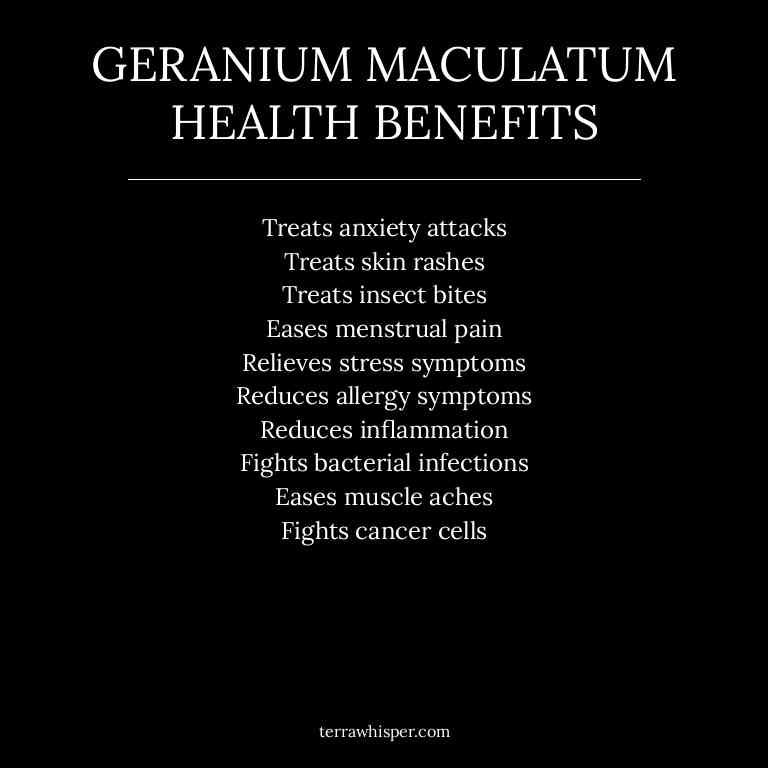 GERANIUM MACULATUM
HEALTH BENEFITS
Treats anxiety attacks
Treats skin rashes
Treats insect bites
Eases menstrual pain
Relieves stress symptoms
Reduces allergy symptoms
Reduces inflammation
Fights bacterial infections
Eases muscle aches
Fights cancer cells
terrawhisper.com